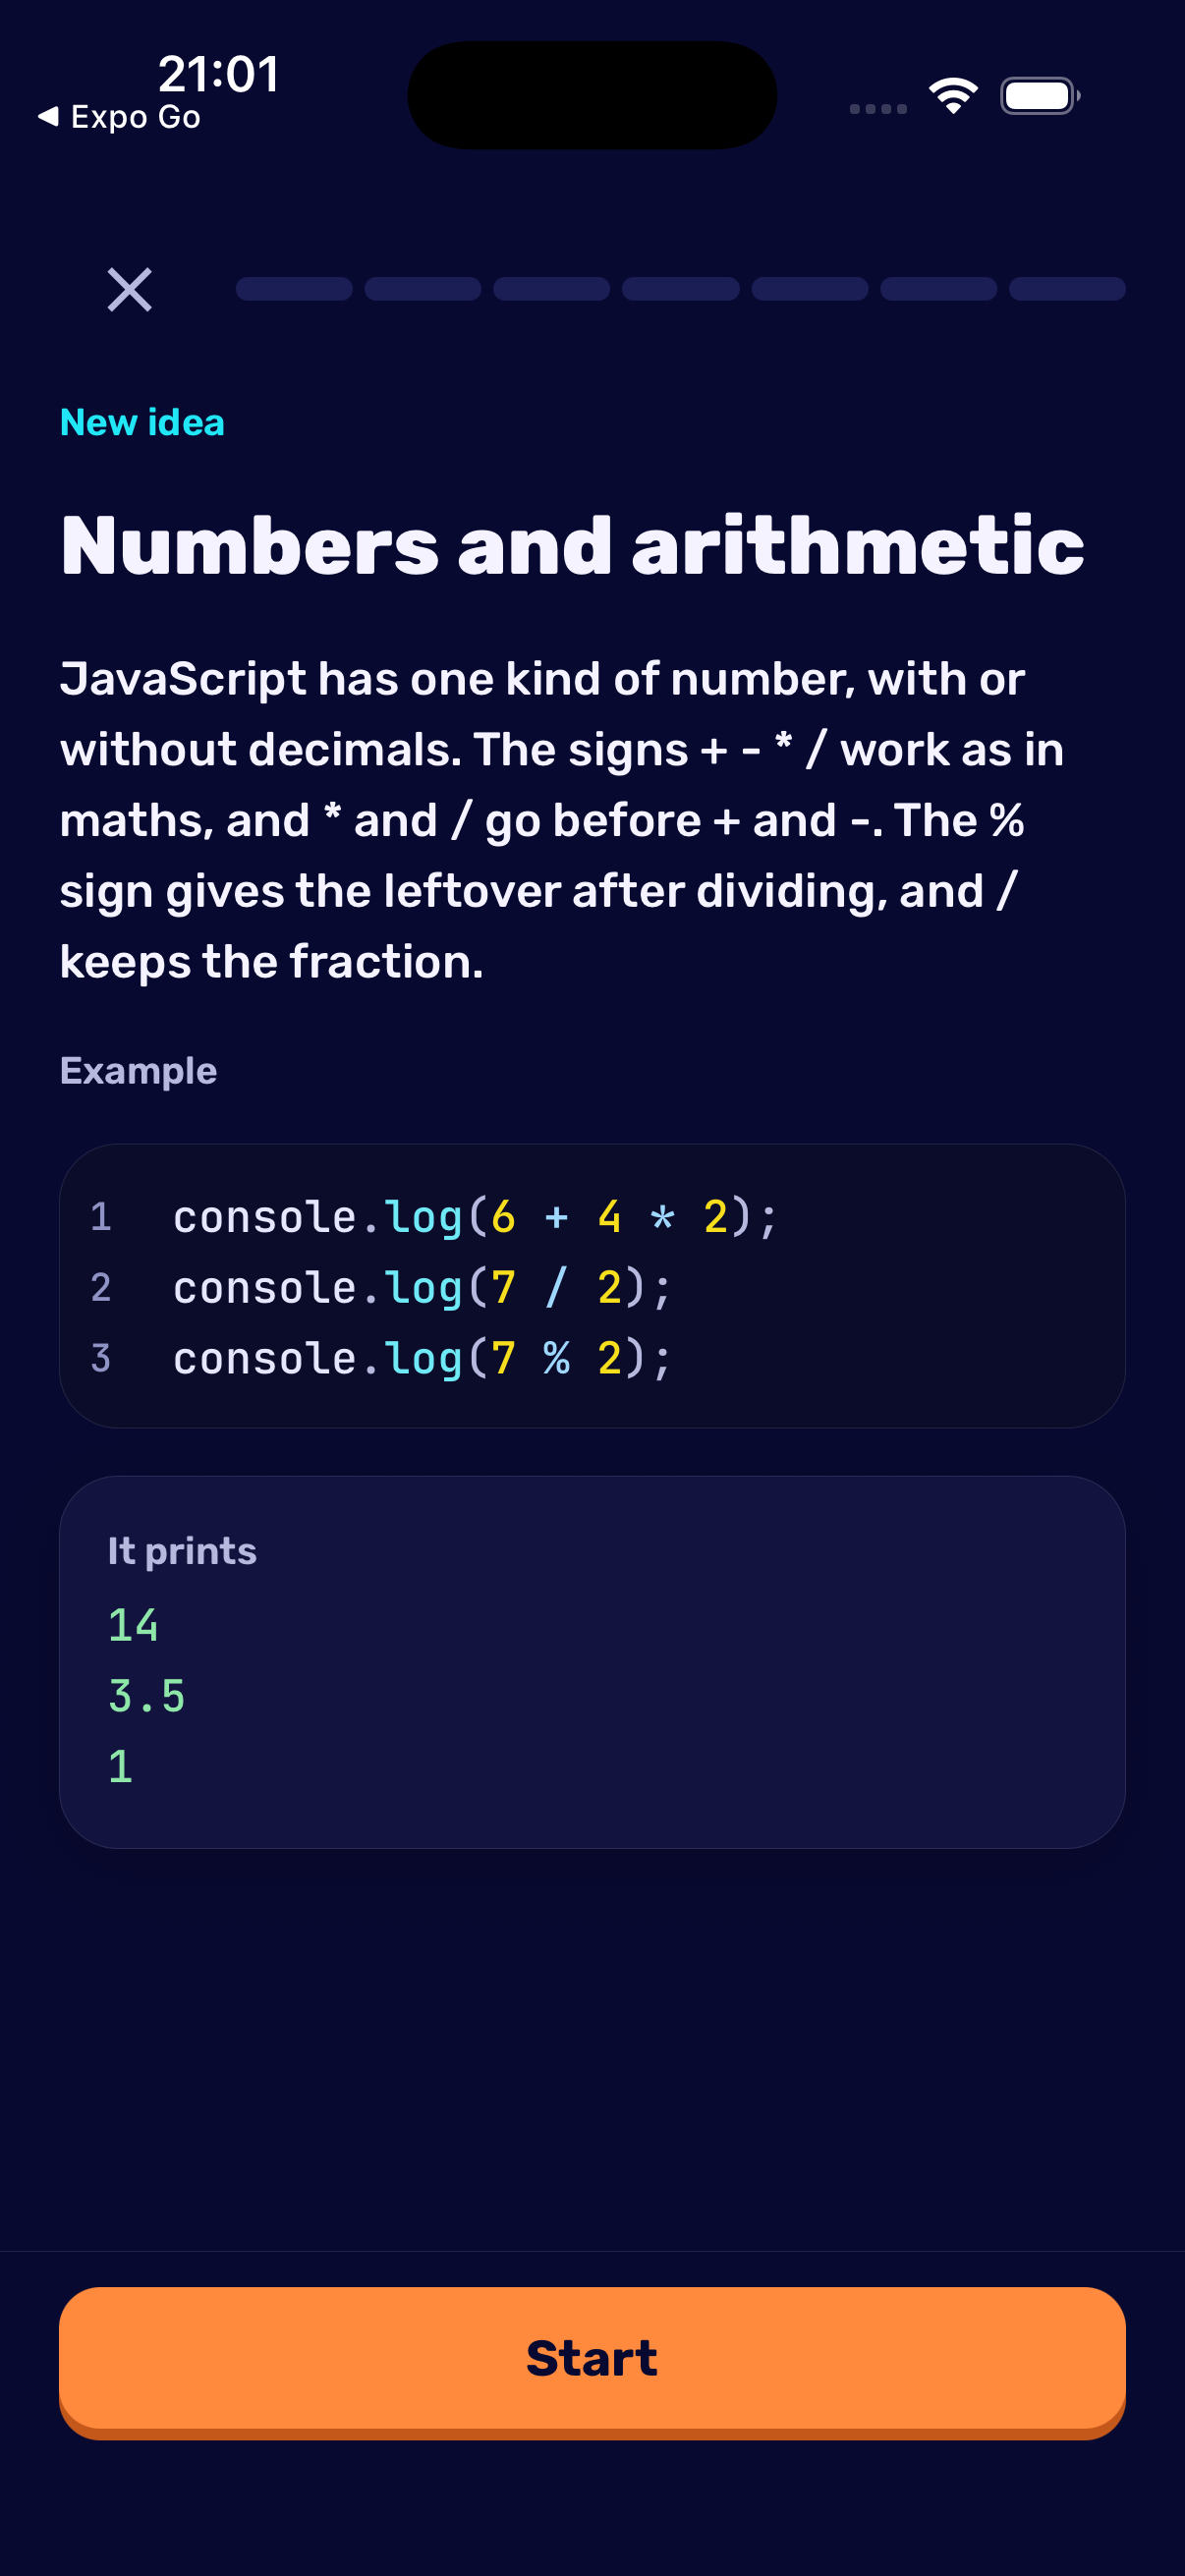 21:01
Expo Go
New idea
Numbers and arithmetic
JavaScript has one kind of number, with or
without decimals. The signs + - * / work as in
maths, and * and / go before + and -. The %
sign gives the leftover after dividing, and /
keeps the fraction.
Example
1 console.log(6 + 4 * 2);
2 console.log(7 / 2);
3 console.log(7 % 2);
It prints
14
3.5
1
Start